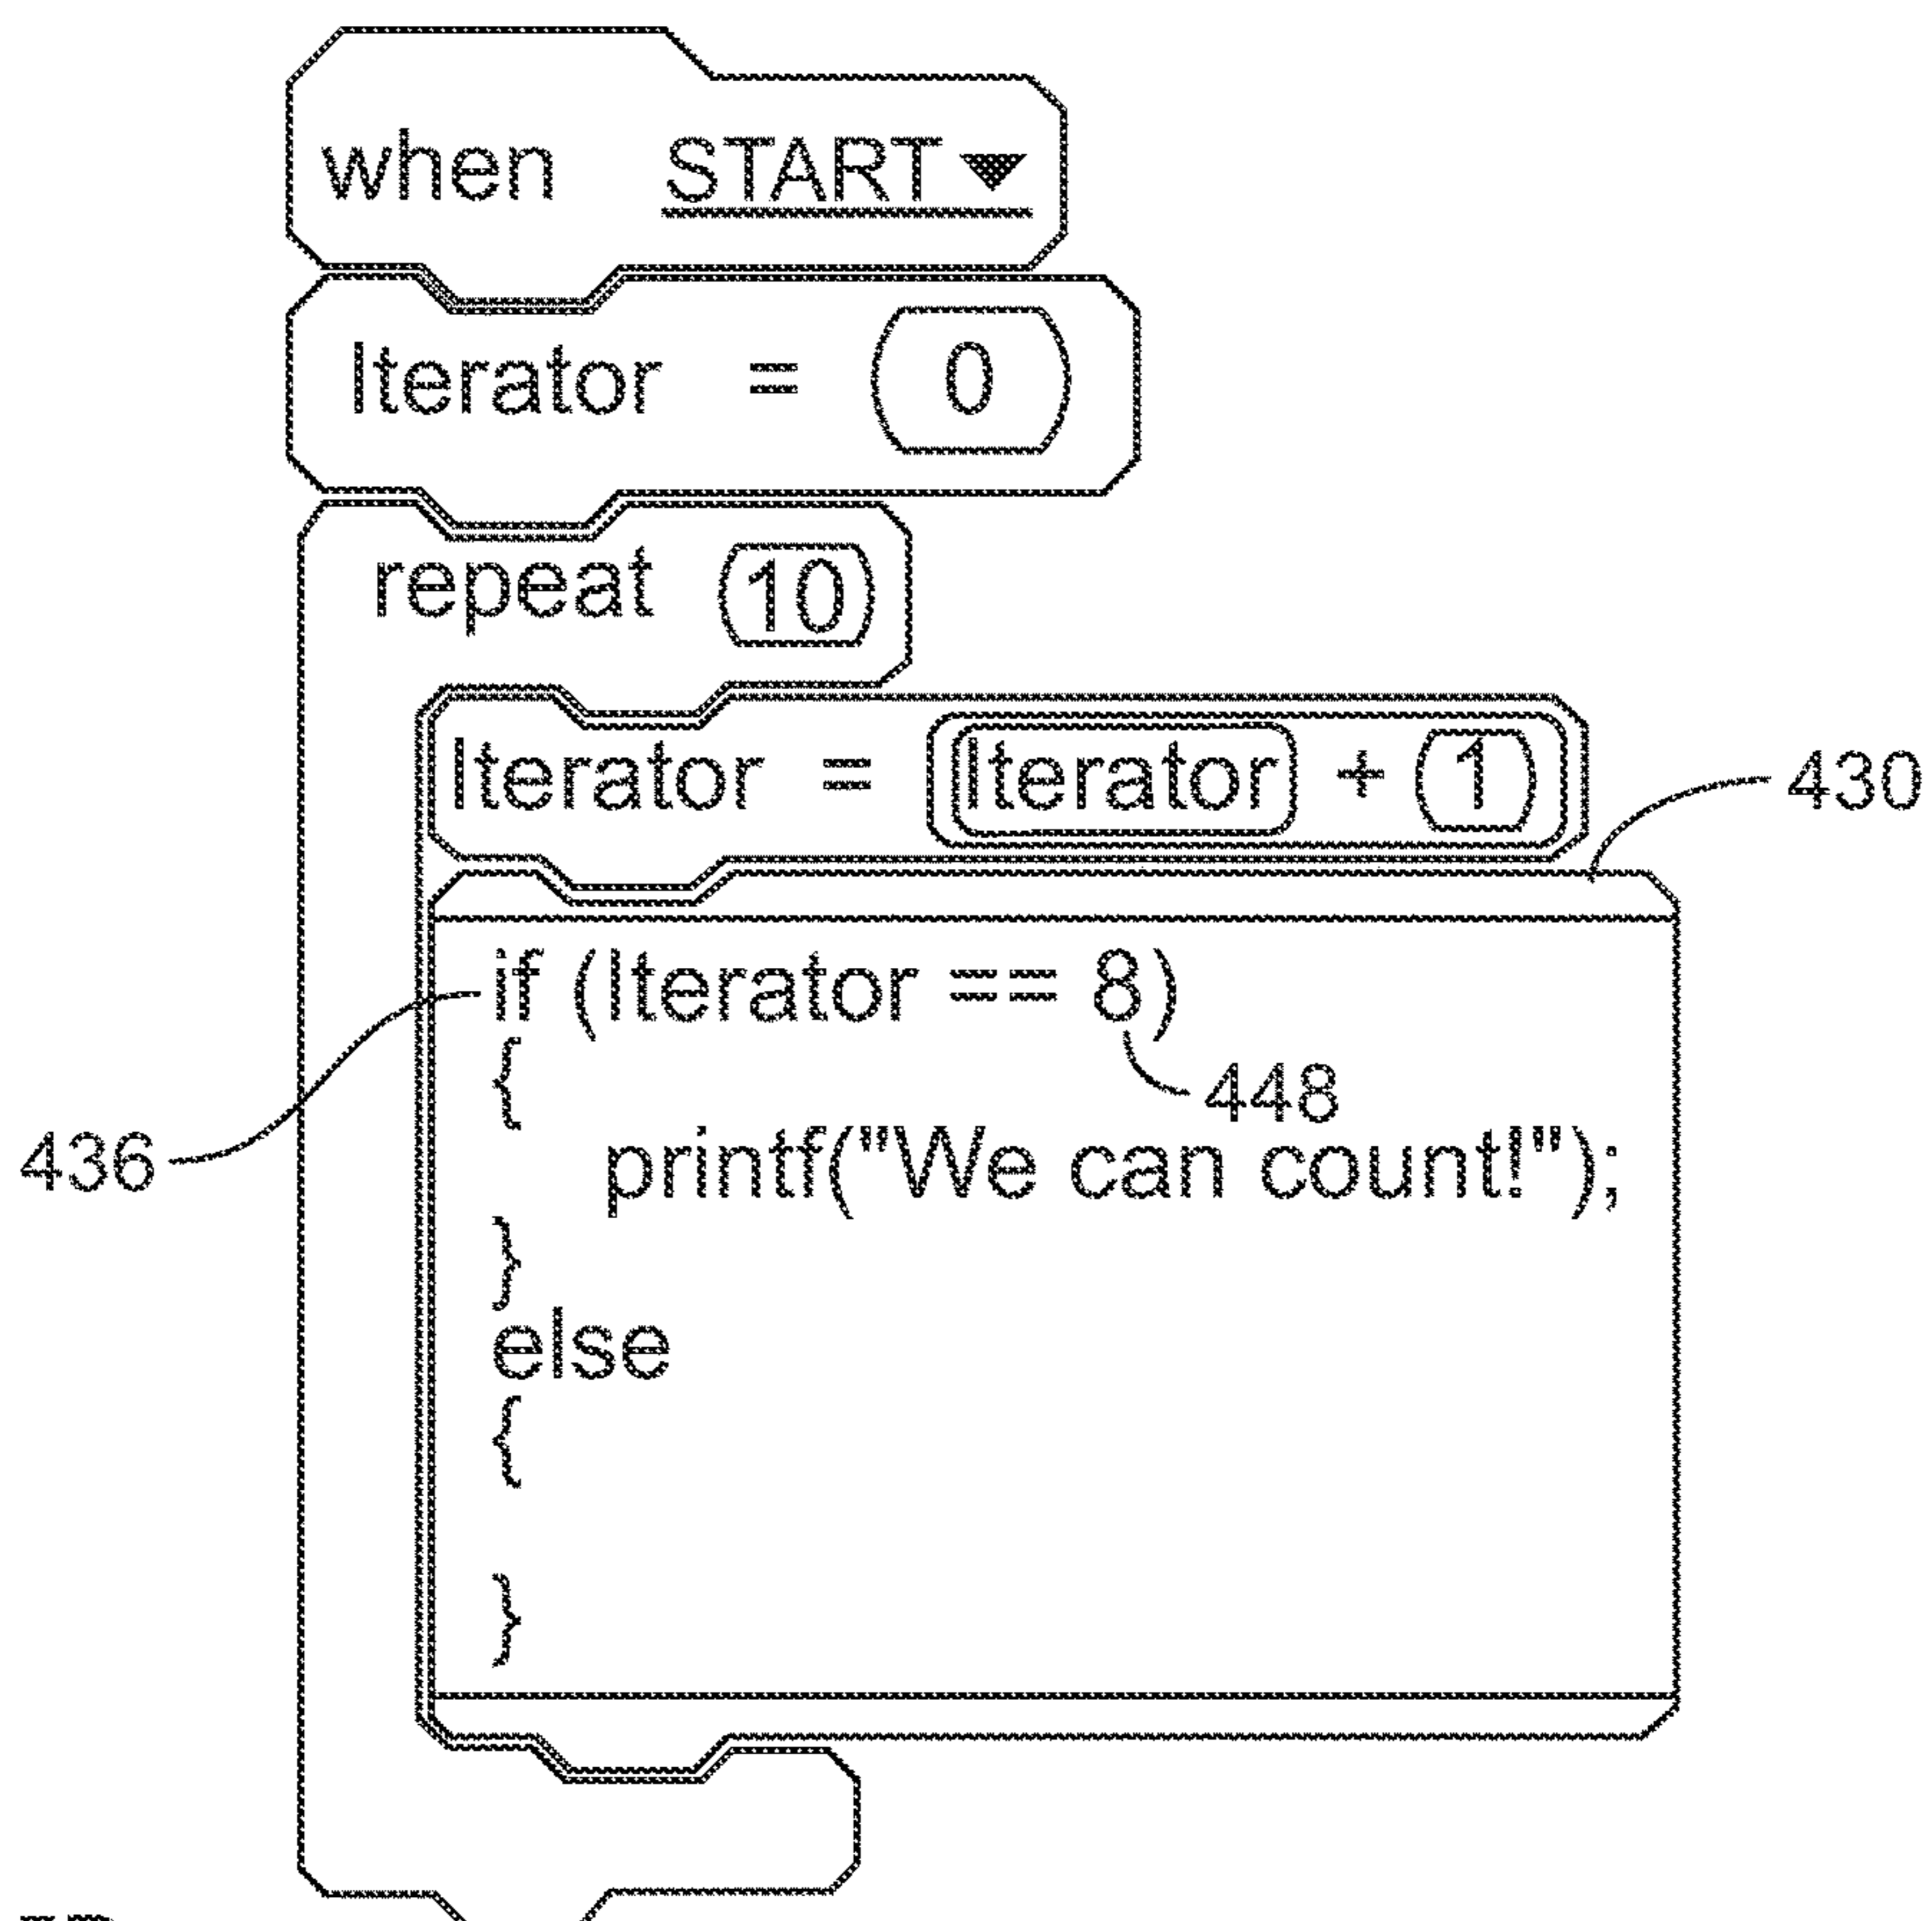 when START
Iterator = 0
repeat 10
Iterator = Iterator + 1
430
if (Iterator == 8)
436
{
448
printf("We can count!");
}
else
{
}